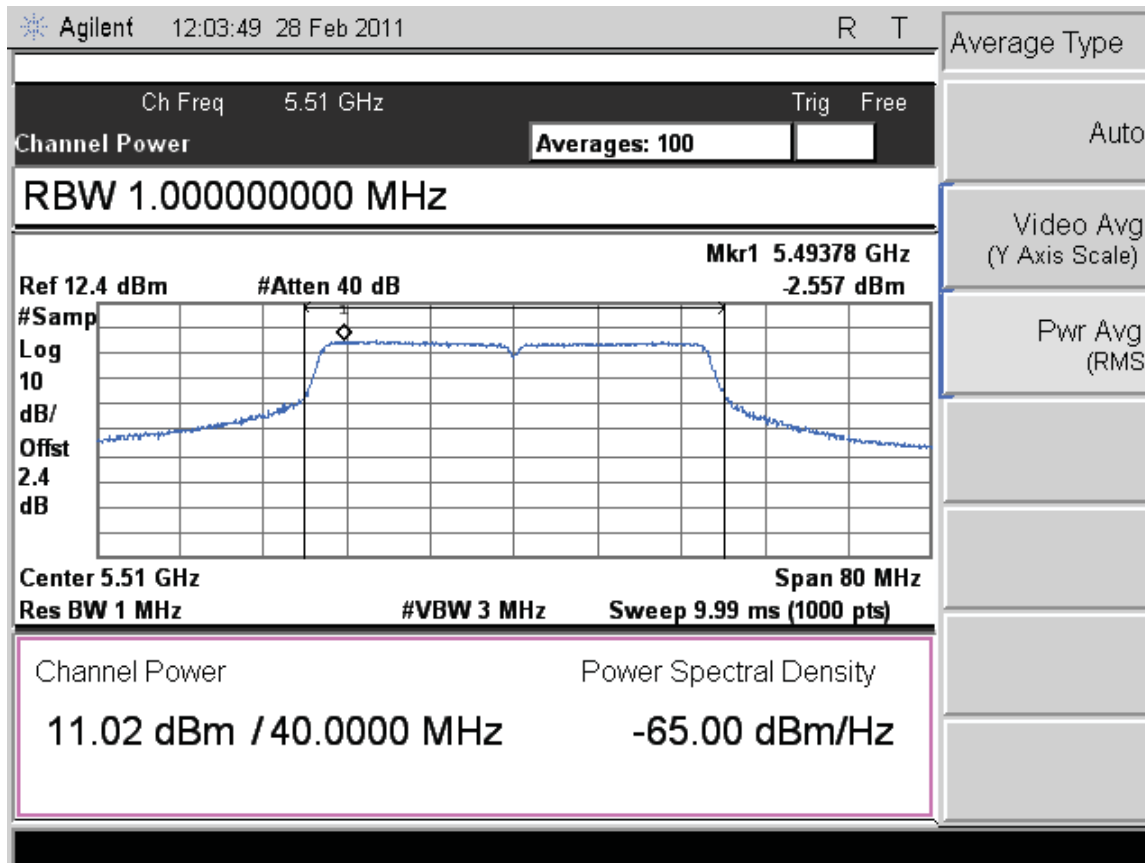 Agilent 12:03:49 28 Feb 2011 R T
Average Type
Ch Freq 5.51 GHz Trig Free
Channel Power Averages: 100
Auto
RBW 1.000000000 MHz
Video Avg
(Y Axis Scale)
Mkr1 5.49378 GHz
Ref 12.4 dBm #Atten 40 dB -2.557 dBm
#Samp
Log
10
dB/
Offst
2.4
dB
1
Pwr Avg
(RMS
Center 5.51 GHz Span 80 MHz
Res BW 1 MHz #VBW 3 MHz Sweep 9.99 ms (1000 pts)
Channel Power Power Spectral Density
11.02 dBm / 40.0000 MHz -65.00 dBm/Hz